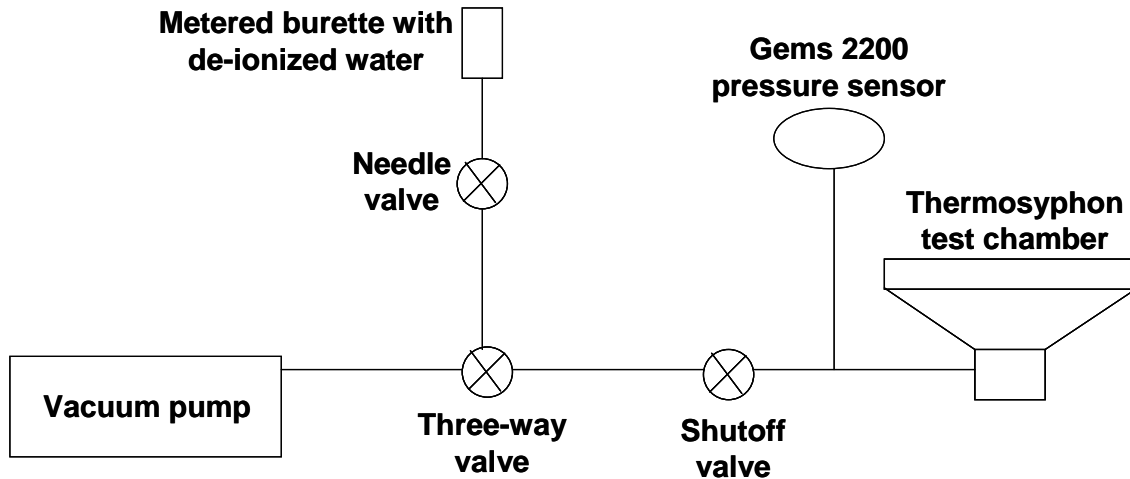 Metered burette with
de-ionized water
Gems 2200
pressure sensor
Needle
valve
Thermosyphon
test chamber
Vacuum pump
Three-way
valve
Shutoff
valve